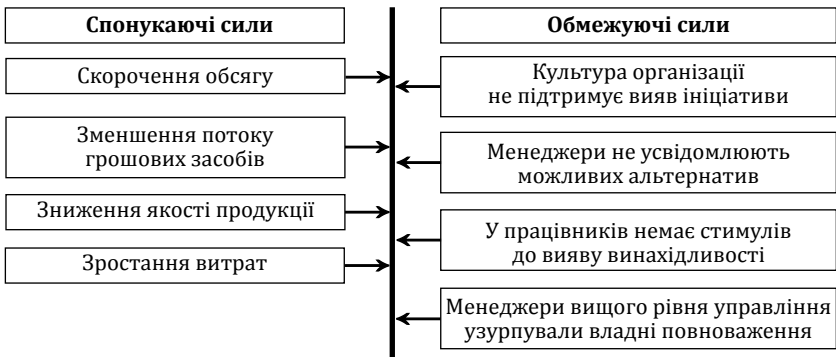 Спонукаючі сили
Скорочення обсягу
Зменшення потоку
грошових засобів
Зниження якості продукції
Зростання витрат
Обмежуючі сили
Культура організації
не підтримує вияв ініціативи
Менеджери не усвідомлюють
можливих альтернатив
У працівників немає стимулів
до вияву винахідливості
Менеджери вищого рівня управління
узурпували владні повноваження